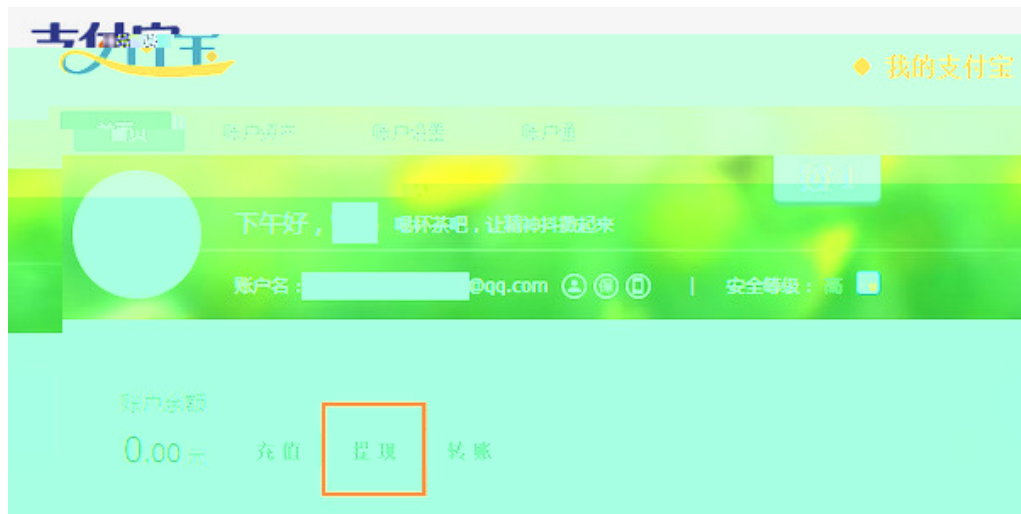 支付宝
我的支付宝
首页 账户资产 账户设置 账户通
下午好， 喝杯茶吧，让精神抖擞起来
账户名： @qq.com 保 | 安全等级： 高
账户余额
0.00 元 充值 提现 转账